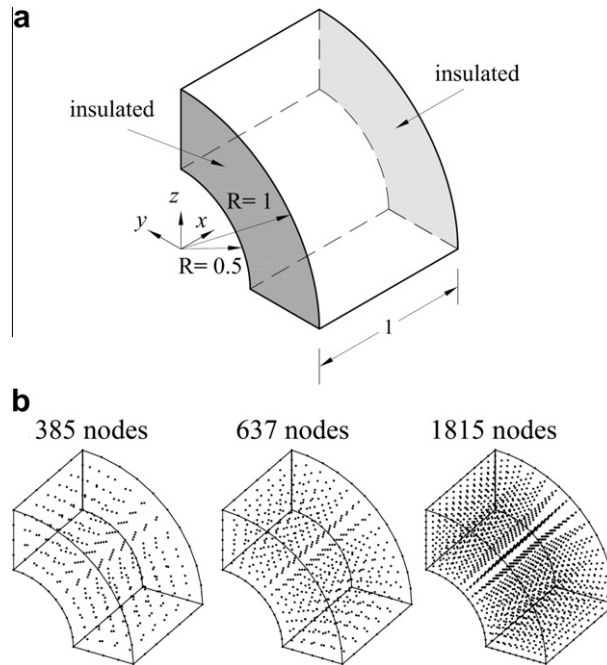 a
insulated
insulated
R= 1
z
y
x
R= 0.5
1
b
385 nodes
637 nodes
1815 nodes